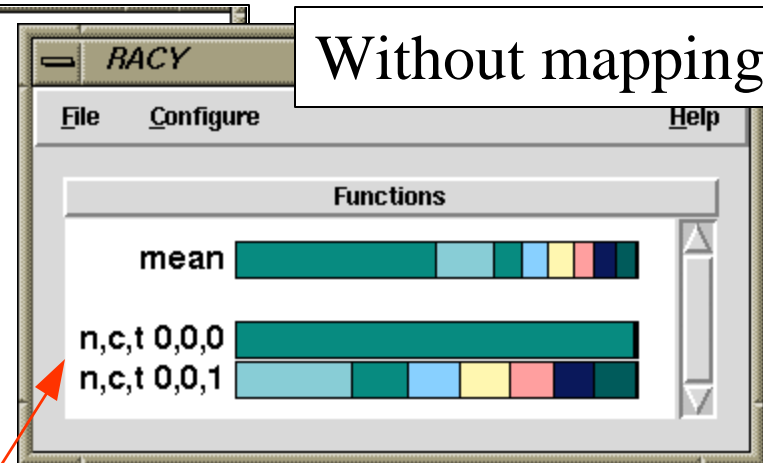 RACY
Without mapping
File Configure Help
Functions
mean
n,c,t 0,0,0
n,c,t 0,0,1